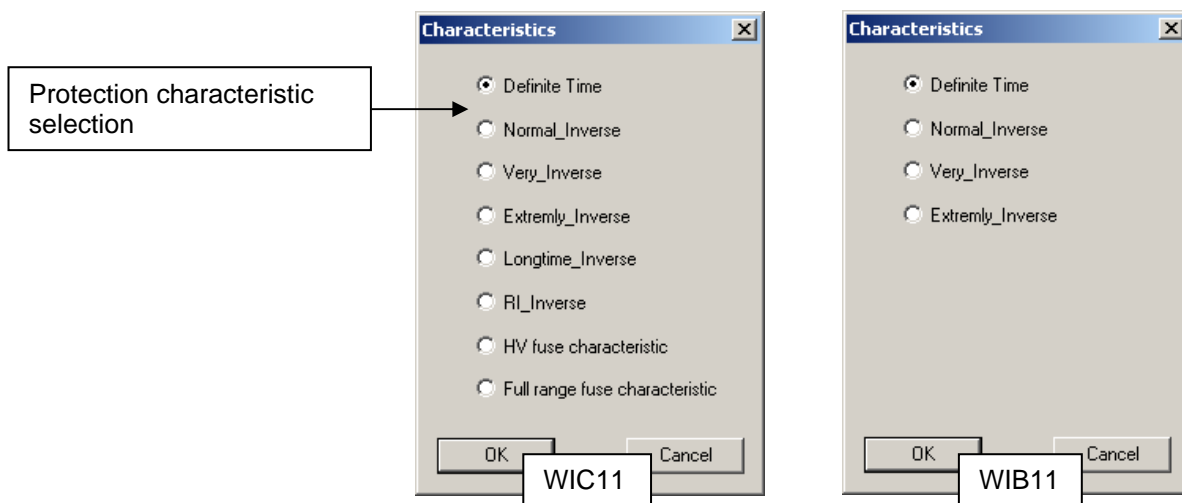 Protection characteristic
selection
Characteristics
Definite Time
Normal_Inverse
Very_Inverse
Extremly_Inverse
Longtime_Inverse
RI_Inverse
HV fuse characteristic
Full range fuse characteristic
OK
Cancel
WIC11
Characteristics
Definite Time
Normal_Inverse
Very_Inverse
Extremly_Inverse
OK
Cancel
WIB11